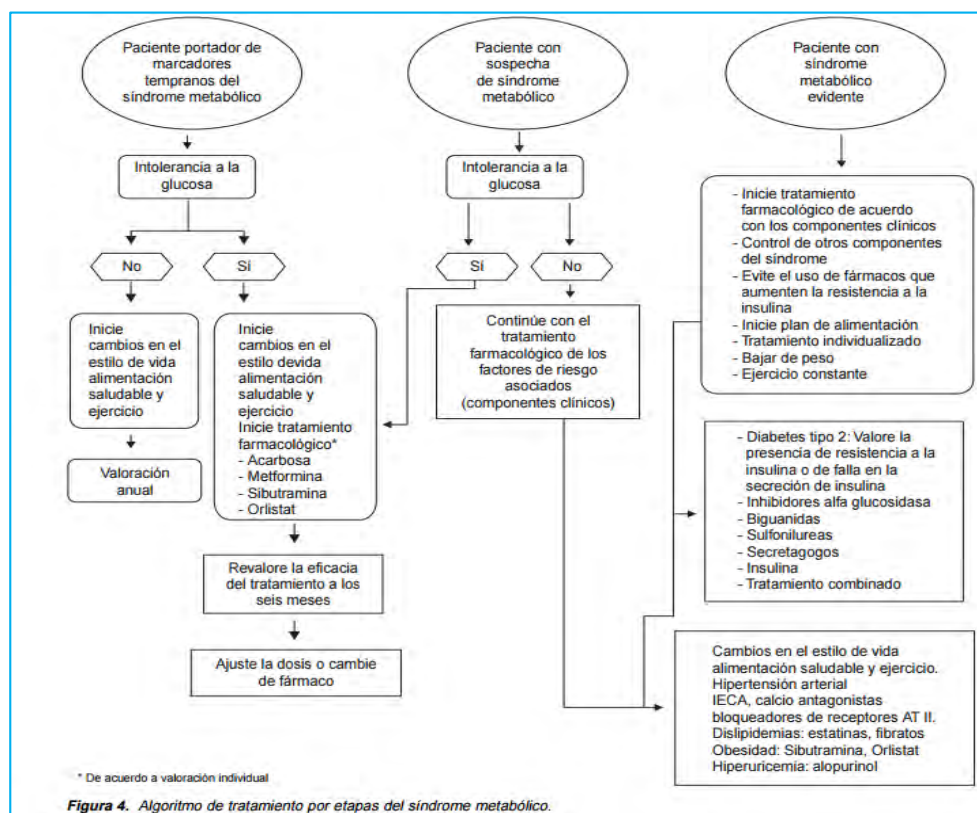 Paciente portador de
marcadores
tempranos del
síndrome metabólico
Paciente con
sospecha
de síndrome
metabólico
Paciente con
síndrome
metabólico
evidente
Intolerancia a la
glucosa
Intolerancia a la
glucosa
No
Sí
Sí
No
- Inicie tratamiento
farmacológico de acuerdo
con los componentes clínicos
- Control de otros componentes
del síndrome
- Evite el uso de fármacos que
aumenten la resistencia a la
insulina
- Inicie plan de alimentación
- Tratamiento individualizado
- Bajar de peso
- Ejercicio constante
Inicie
cambios en el
estilo de vida
alimentación
saludable y
ejercicio
Inicie
cambios en el
estilo devida
alimentación
saludable y
ejercicio
Inicie tratamiento
farmacológico*
- Acarbosa
- Metformina
- Sibutramina
- Orlistat
Continúe con el
tratamiento
farmacológico de los
factores de riesgo
asociados
(componentes clínicos)
Valoración
anual
- Diabetes tipo 2: Valore la
presencia de resistencia a la
insulina o de falla en la
secreción de insulina
- Inhibidores alfa glucosidasa
- Biguanidas
- Sulfonilureas
- Secretagogos
- Insulina
- Tratamiento combinado
Revalore la eficacia
del tratamiento a los
seis meses
Ajuste la dosis o cambie
de fármaco
Cambios en el estilo de vida
alimentación saludable y ejercicio.
Hipertensión arterial
IECA, calcio antagonistas
bloqueadores de receptores AT II.
Dislipidemias: estatinas, fibratos
Obesidad: Sibutramina, Orlistat
Hiperuricemia: alopurinol
* De acuerdo a valoración individual
Figura 4. Algoritmo de tratamiento por etapas del síndrome metabólico.